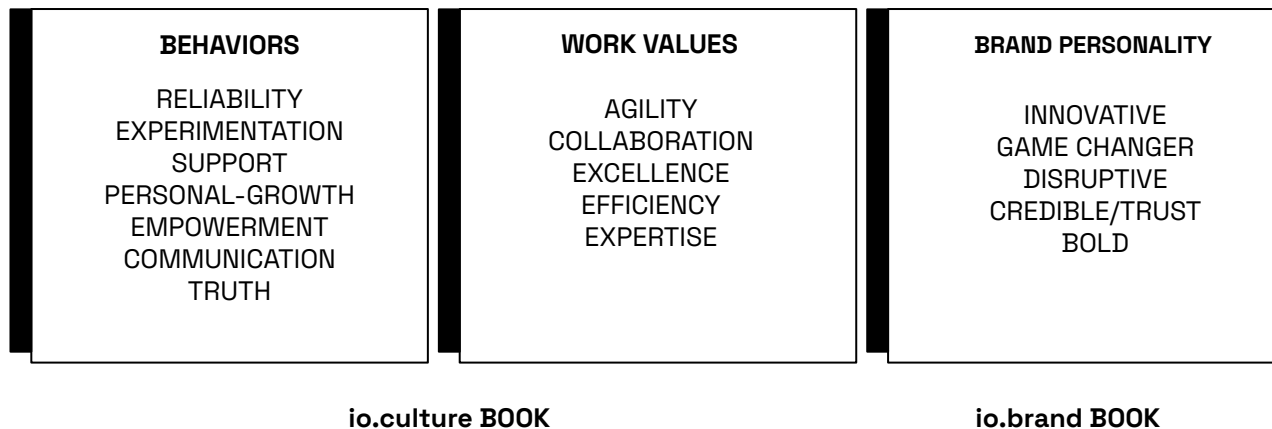 BEHAVIORS
RELIABILITY
EXPERIMENTATION
SUPPORT
PERSONAL-GROWTH
EMPOWERMENT
COMMUNICATION
TRUTH
WORK VALUES
AGILITY
COLLABORATION
EXCELLENCE
EFFICIENCY
EXPERTISE
BRAND PERSONALITY
INNOVATIVE
GAME CHANGER
DISRUPTIVE
CREDIBLE/TRUST
BOLD
io.culture BOOK
io.brand BOOK